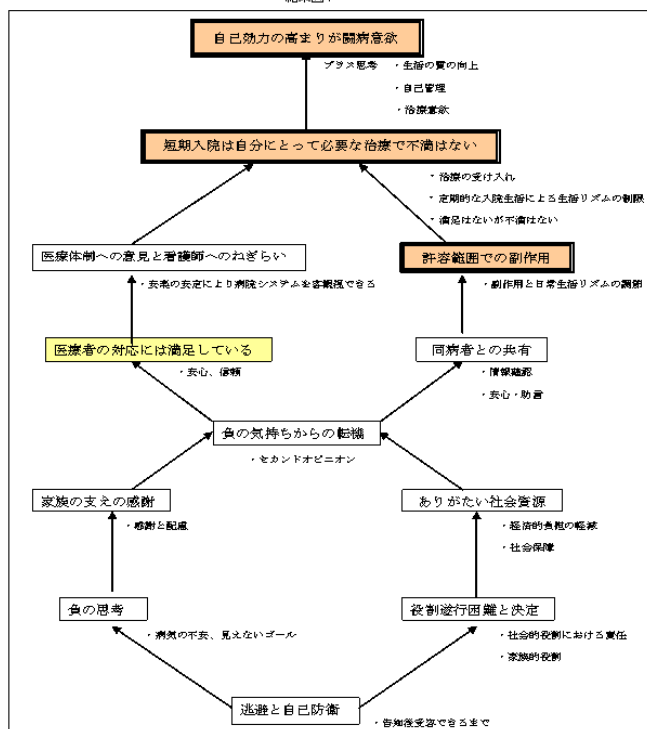 自己効力の高まりが闘病意欲
プラス思考
・生活の質の向上
・自己管理
・治療意欲
短期入院は自分にとって必要な治療で不満はない
・治療の受け入れ
・定期的な入院生活による生活リズムの制限
・満足はないが不満はない
医療体制への意見と看護師へのねぎらい
許容範囲での副作用
・安楽の安定により病院システムを客観視できる
・副作用と日常生活リズムの調節
医療者の対応には満足している
同病者との共有
・安心、信頼
・情報確認
・安心・助言
負の気持ちからの転機
・セカンドオピニオン
家族の支えの感謝
ありがたい社会資源
・感謝と配慮
・経済的負担の軽減
・社会保障
負の思考
役割遂行困難と決定
・病気の不安、見えないゴール
・社会的役割における責任
・家族的役割
逃避と自己防衛
・告知後受容できるまで